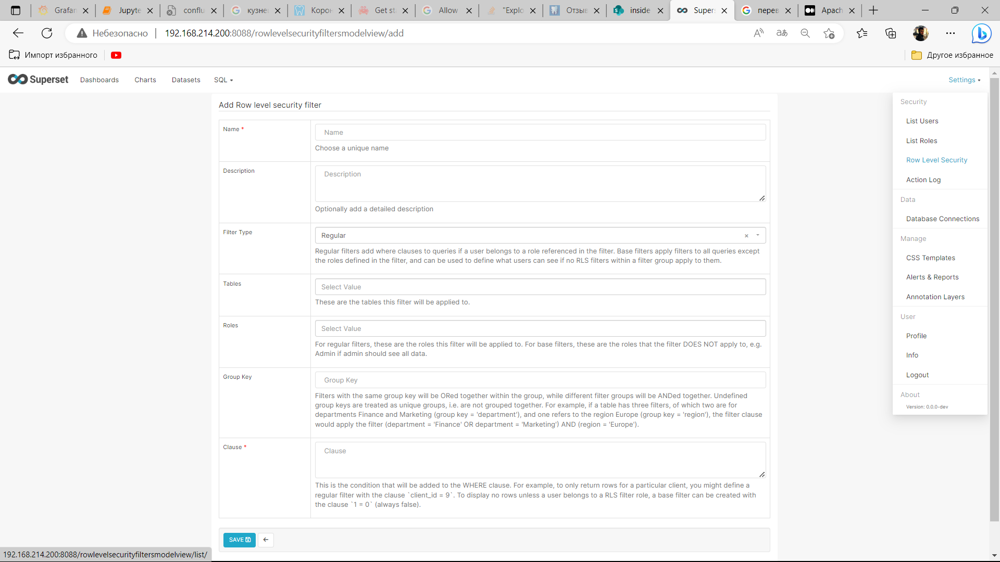 Grafan
Jupyte
conflu
кузнец
Корон
Get sta
Allow
"Explo
Отзыв
inside
Supers
перев
Apach
Небезопасно
192.168.214.200:8088/rowlevelsecurityfiltersmodelview/add
Импорт избранного
Другое избранное
Superset
Dashboards
Charts
Datasets
SQL
Settings
Add Row level security filter
Name *
Name
Choose a unique name
Description
Description
Optionally add a detailed description
Filter Type
Regular
Regular filters add where clauses to queries if a user belongs to a role referenced in the filter. Base filters apply filters to all queries except
the roles defined in the filter, and can be used to define what users can see if no RLS filters within a filter group apply to them.
Tables
Select Value
These are the tables this filter will be applied to.
Roles
Select Value
For regular filters, these are the roles this filter will be applied to. For base filters, these are the roles that the filter DOES NOT apply to, e.g.
Admin if admin should see all data.
Group Key
Group Key
Filters with the same group key will be ORed together within the group, while different filter groups will be ANDed together. Undefined
group keys are treated as unique groups, i.e. are not grouped together. For example, if a table has three filters, of which two are for
departments Finance and Marketing (group key = 'department'), and one refers to the region Europe (group key = 'region'), the filter clause
would apply the filter (department = 'Finance' OR department = 'Marketing') AND (region = 'Europe').
Clause *
Clause
This is the condition that will be added to the WHERE clause. For example, to only return rows for a particular client, you might define a
regular filter with the clause `client_id = 9`. To display no rows unless a user belongs to a RLS filter role, a base filter can be created with
the clause `1 = 0` (always false).
SAVE
Security
List Users
List Roles
Row Level Security
Action Log
Data
Database Connections
Manage
CSS Templates
Alerts & Reports
Annotation Layers
User
Profile
Info
Logout
About
Version: 0.0.0-dev
192.168.214.200:8088/rowlevelsecurityfiltersmodelview/list/